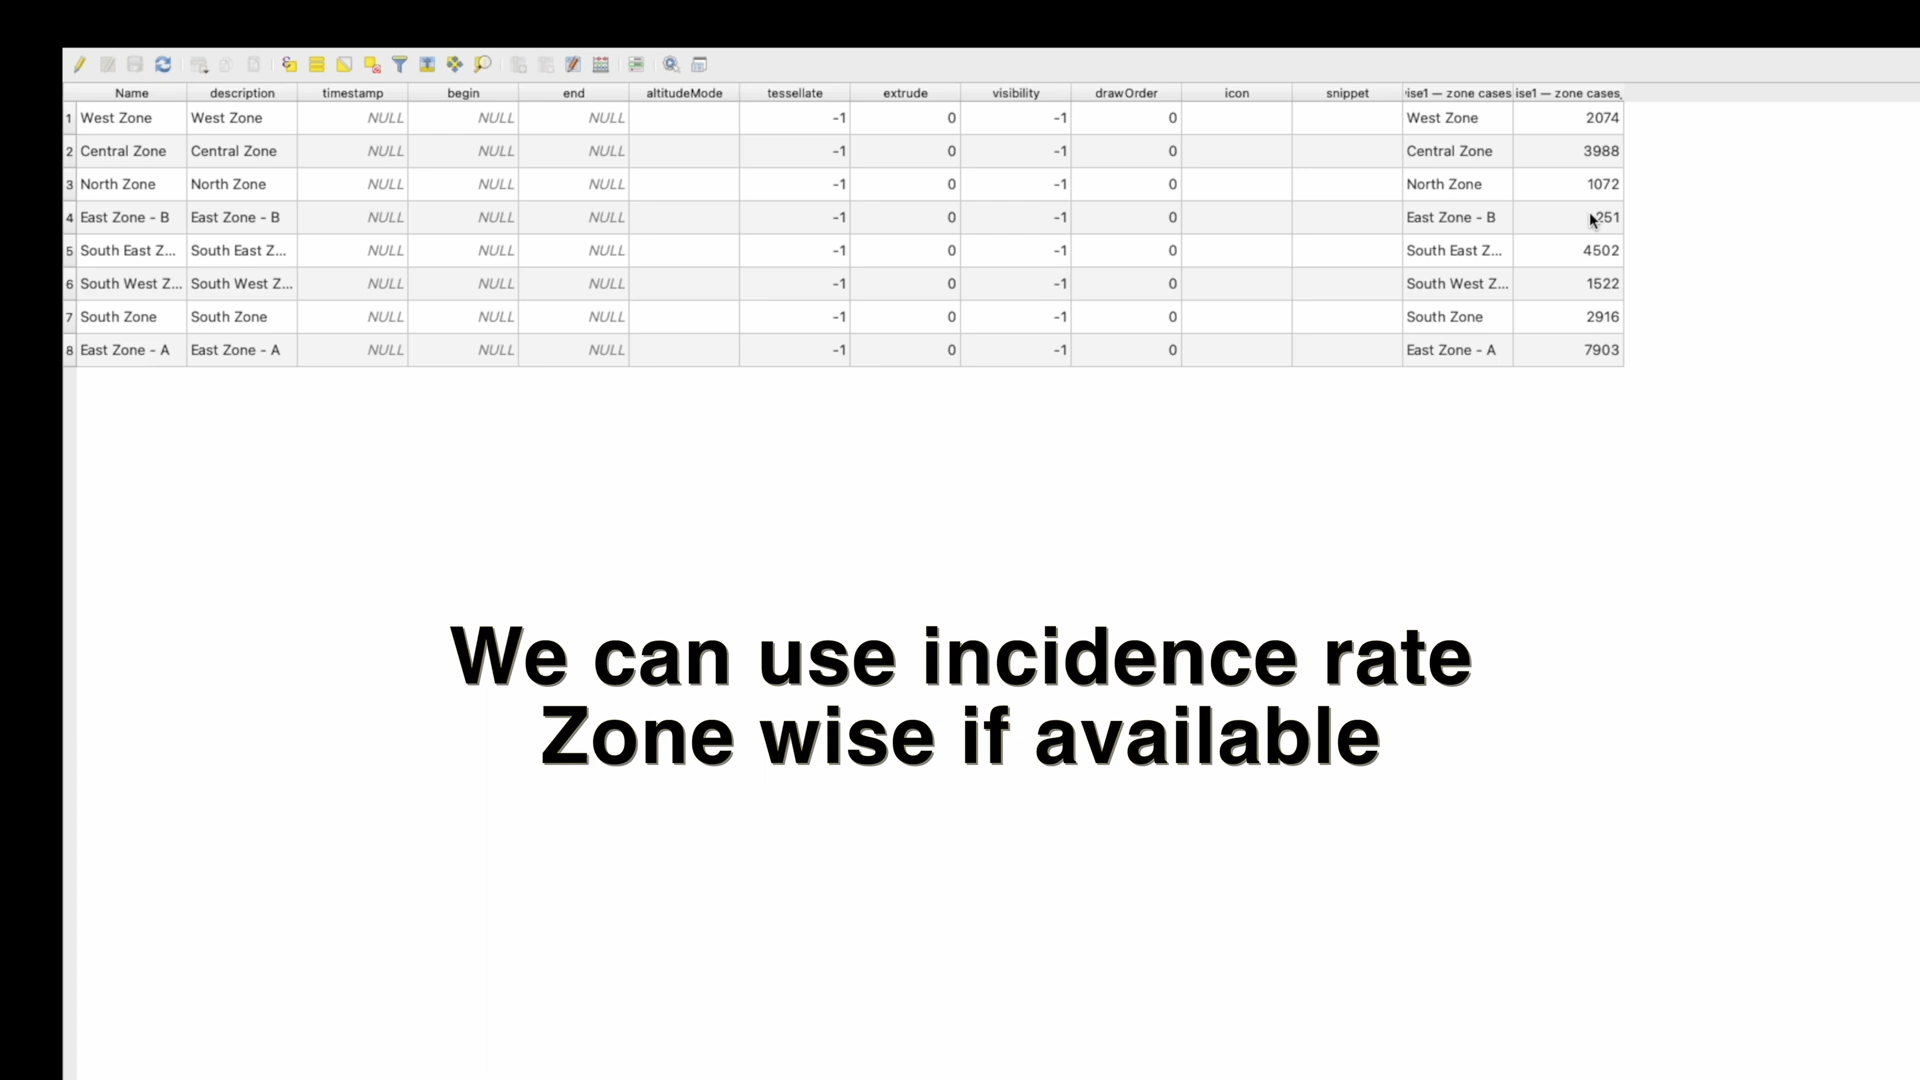 Name description timestamp begin end altitudeMode tessellate extrude visibility drawOrder icon snippet ise1 — zone cases ise1 — zone cases
1 West Zone West Zone NULL NULL NULL -1 0 -1 0 West Zone 2074
2 Central Zone Central Zone NULL NULL NULL -1 0 -1 0 Central Zone 3988
3 North Zone North Zone NULL NULL NULL -1 0 -1 0 North Zone 1072
4 East Zone - B East Zone - B NULL NULL NULL -1 0 -1 0 East Zone - B 251
5 South East Z... South East Z... NULL NULL NULL -1 0 -1 0 South East Z... 4502
6 South West Z... South West Z... NULL NULL NULL -1 0 -1 0 South West Z... 1522
7 South Zone South Zone NULL NULL NULL -1 0 -1 0 South Zone 2916
8 East Zone - A East Zone - A NULL NULL NULL -1 0 -1 0 East Zone - A 7903
We can use incidence rate
Zone wise if available